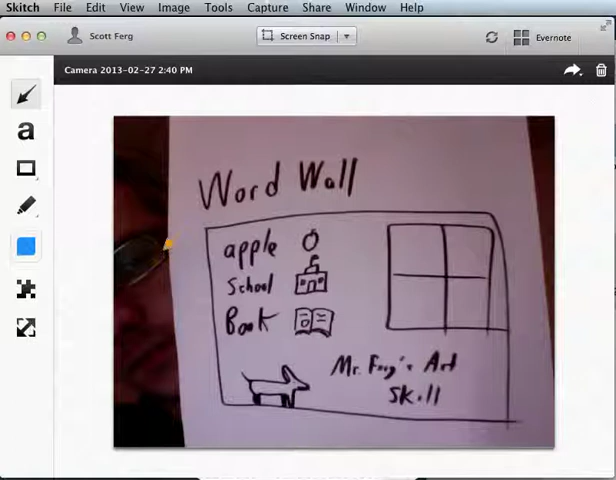 Skitch File Edit View Image Tools Capture Share Window Help
Scott Ferg Screen Snap Evernote
Camera 2013-02-27 2:40 PM
a
Word Wall
apple
School
Book
Mr. Ferg's Art
Skill